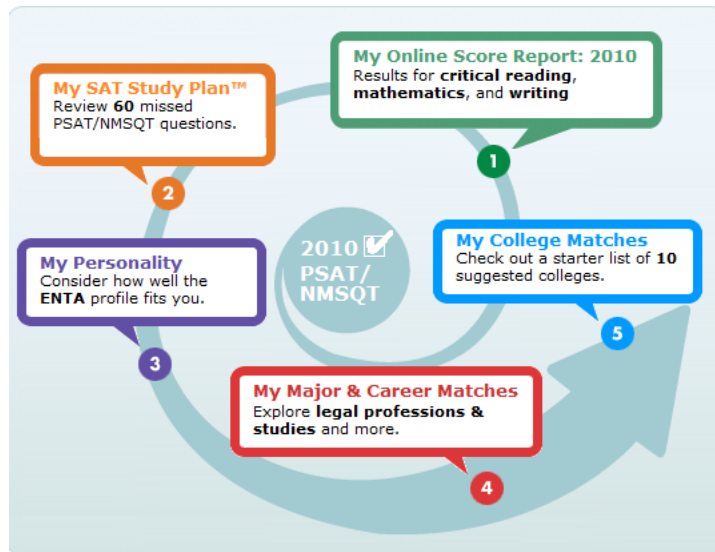 My Online Score Report: 2010
Results for critical reading,
mathematics, and writing
1
My SAT Study Plan™
Review 60 missed
PSAT/NMSQT questions.
2
My Personality
Consider how well the
ENTA profile fits you.
3
My Major & Career Matches
Explore legal professions &
studies and more.
4
My College Matches
Check out a starter list of 10
suggested colleges.
5
2010
PSAT/
NMSQT